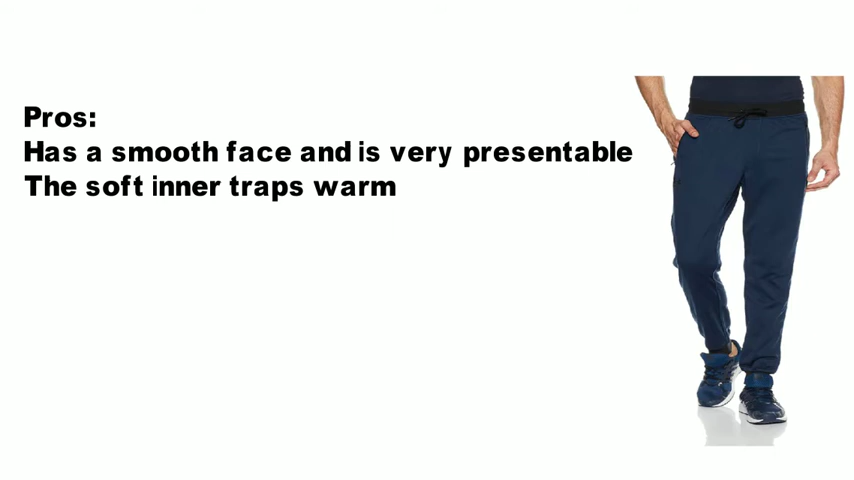 Pros:
Has a smooth face and is very presentable
The soft inner traps warm